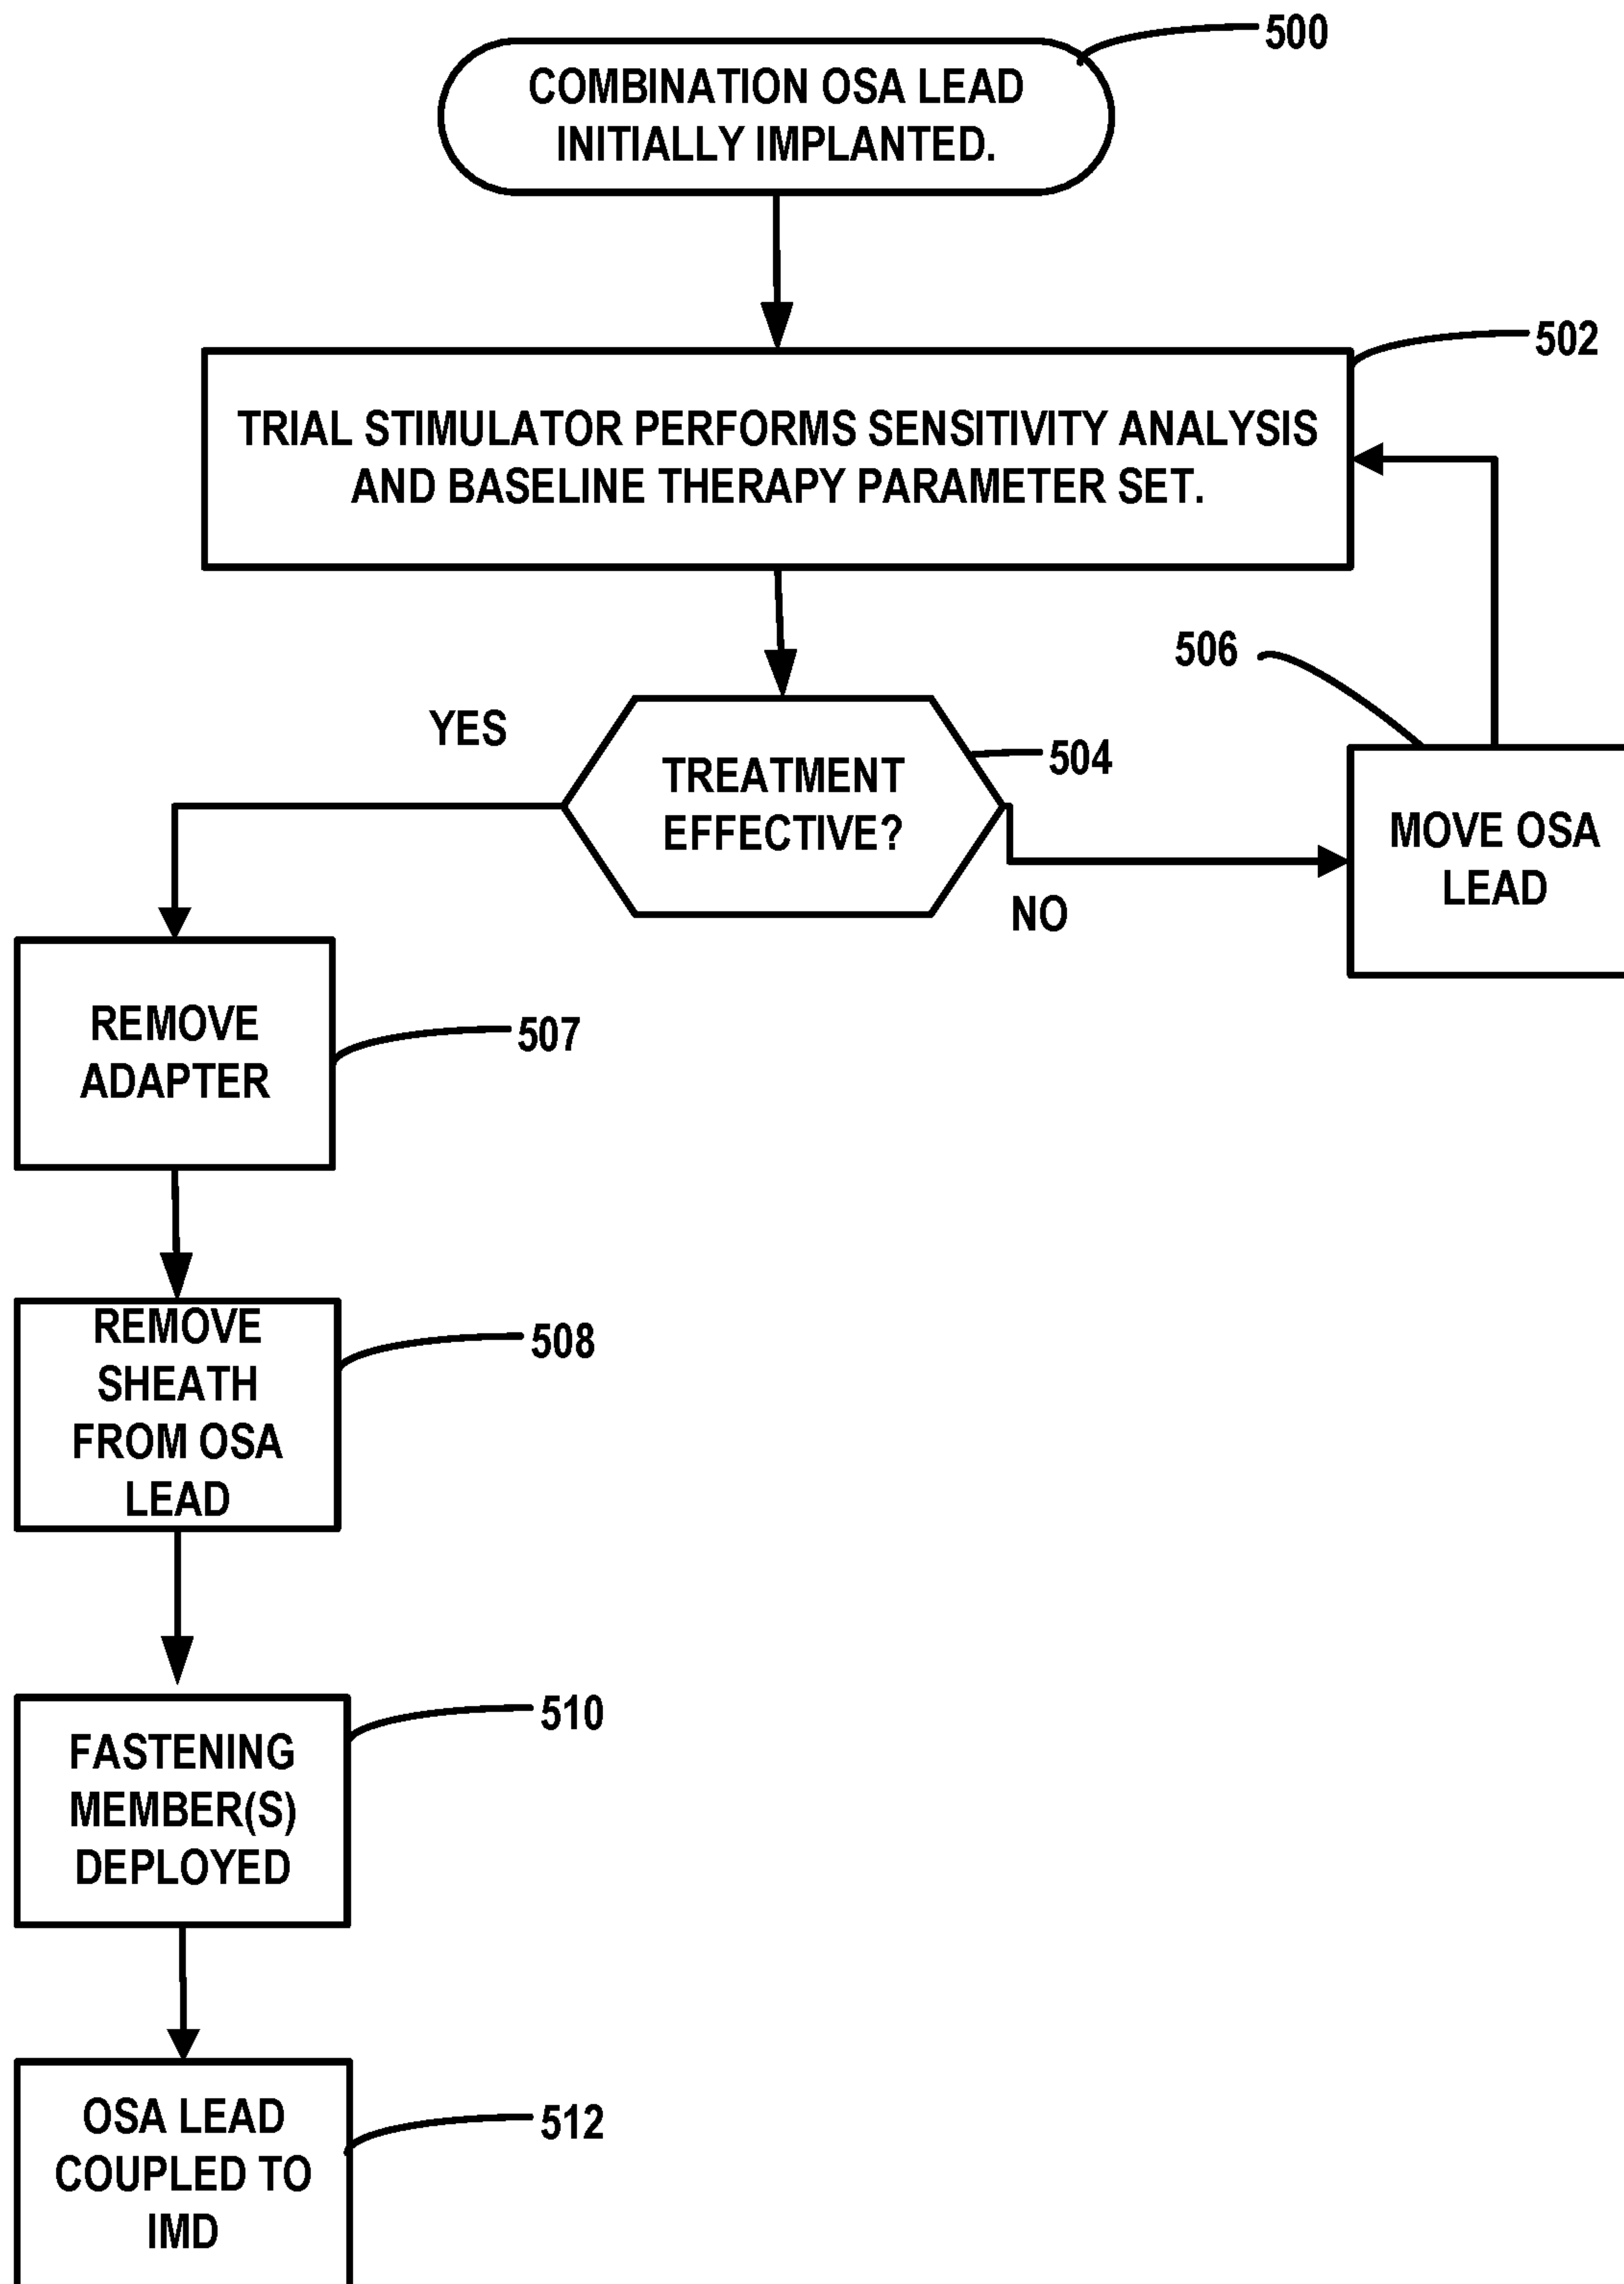 500
COMBINATION OSA LEAD
INITIALLY IMPLANTED.
502
TRIAL STIMULATOR PERFORMS SENSITIVITY ANALYSIS
AND BASELINE THERAPY PARAMETER SET.
506
YES
504
TREATMENT
EFFECTIVE?
MOVE OSA
LEAD
NO
REMOVE
ADAPTER
507
REMOVE
SHEATH
FROM OSA
LEAD
508
510
FASTENING
MEMBER(S)
DEPLOYED
OSA LEAD
COUPLED TO
IMD
512